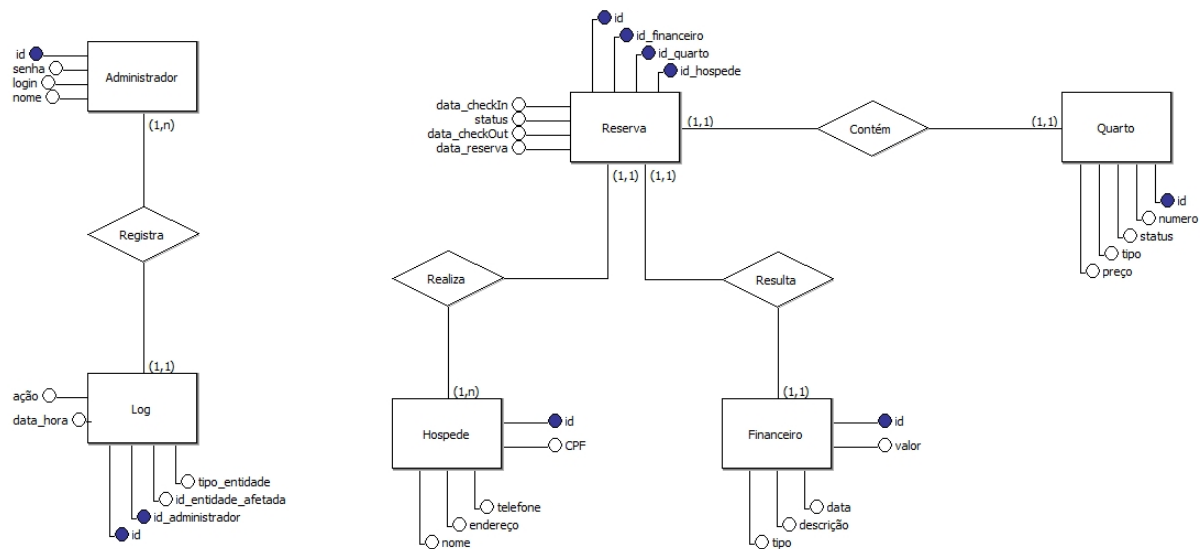 id
senha
login
nome
Administrador
(1,n)
Registra
(1,1)
ação
data_hora
Log
tipo_entidade
id_entidade_afetada
id_administrador
id
id
id_financeiro
id_quarto
id_hospede
data_checkIn
status
data_checkOut
data_reserva
Reserva
(1,1)
Contém
(1,1)
Quarto
id
numero
status
tipo
preço
(1,1)
(1,1)
Realiza
Resulta
(1,n)
Hospede
id
CPF
telefone
endereço
nome
(1,1)
Financeiro
id
valor
data
descrição
tipo